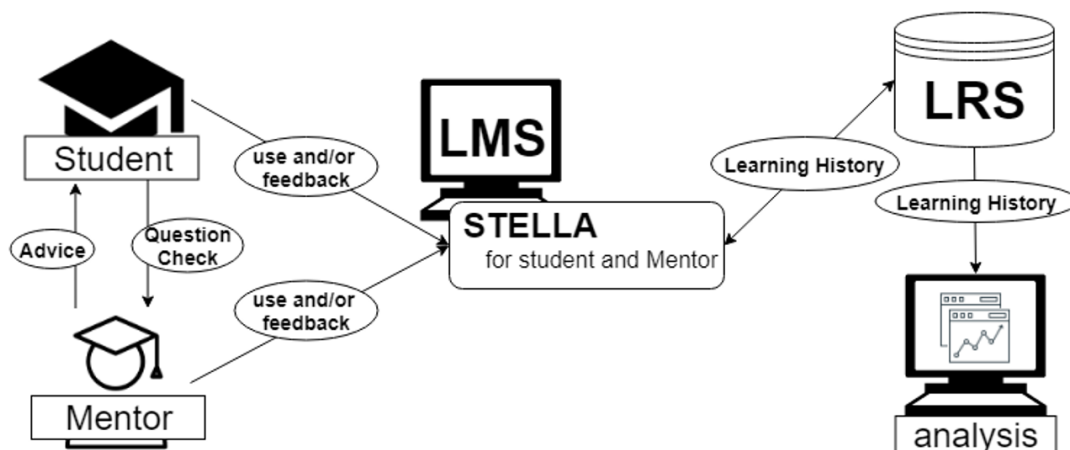 LRS
Student
LMS
use and/or
feedback
Learning History
Learning History
Advice
Question
Check
STELLA
for student and Mentor
use and/or
feedback
Mentor
analysis